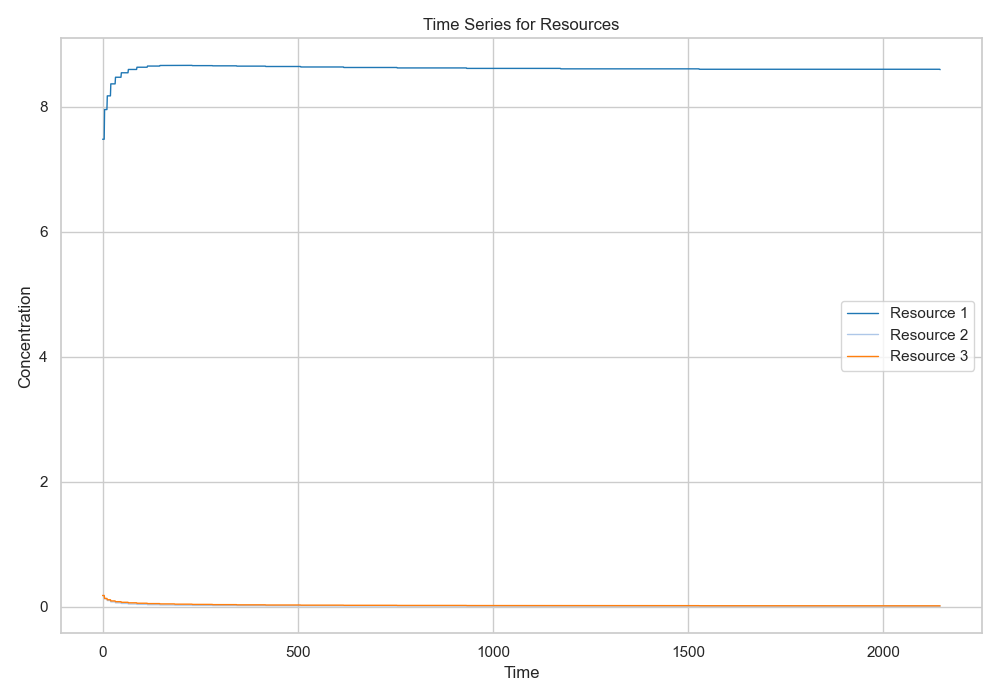 Time Series for Resources
Concentration
8
6
4
2
0
Resource 1
Resource 2
Resource 3
0
500
1000
1500
2000
Time